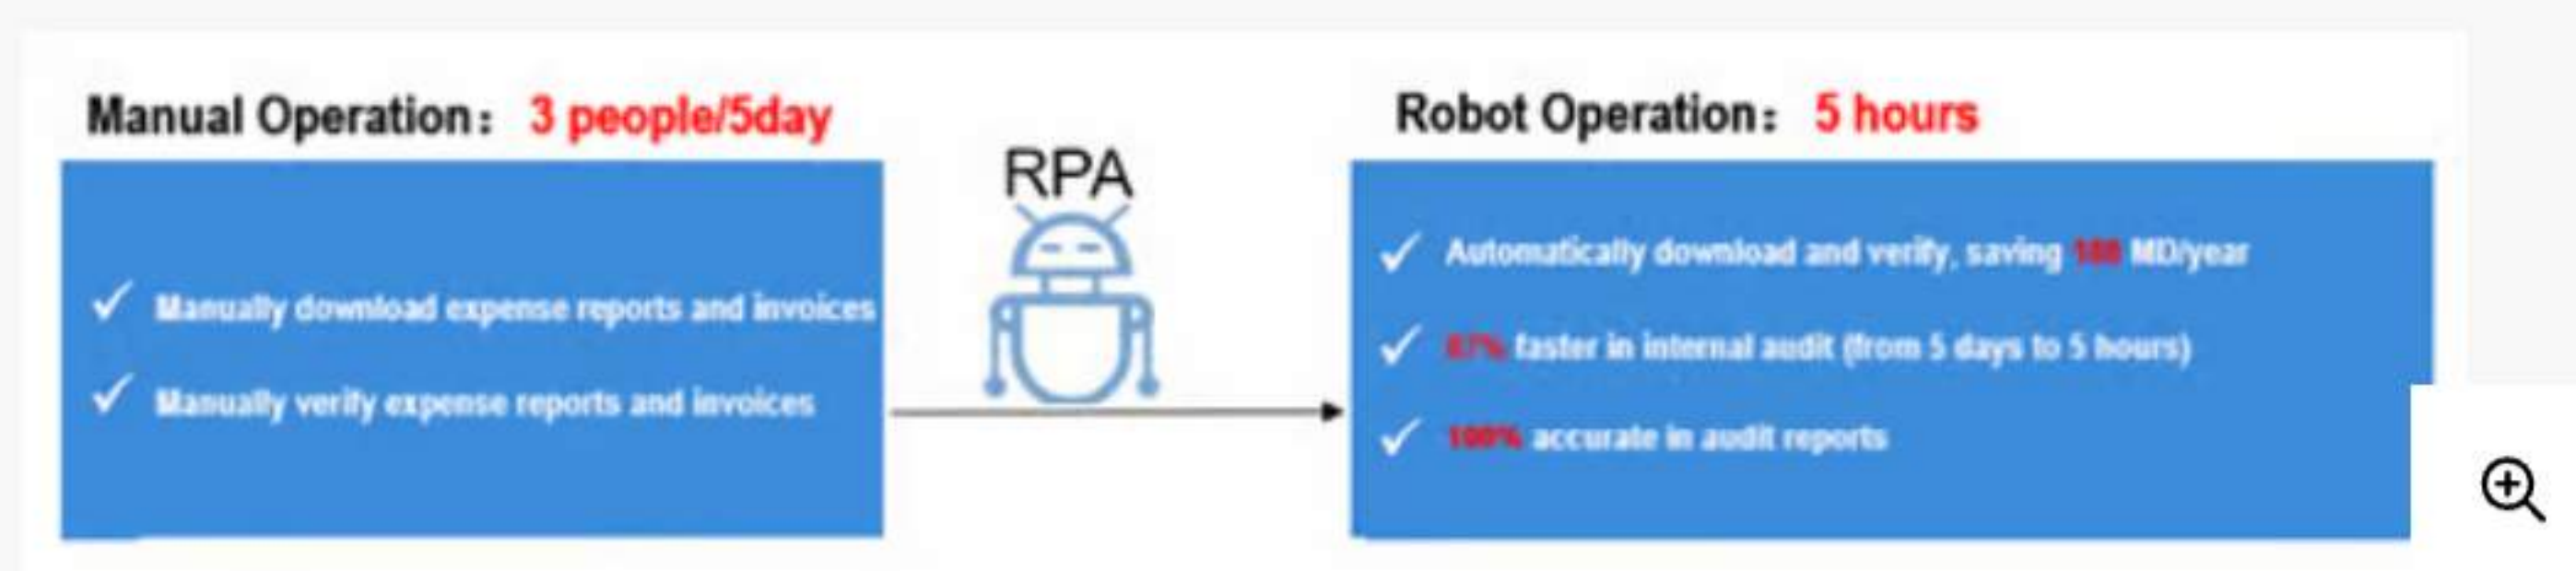 Manual Operation： 3 people/5day
Manually download expense reports and invoices
Manually verify expense reports and invoices
RPA
Robot Operation： 5 hours
Automatically download and verify, saving MD/year
faster in internal audit (from 5 days to 5 hours)
100% accurate in audit reports